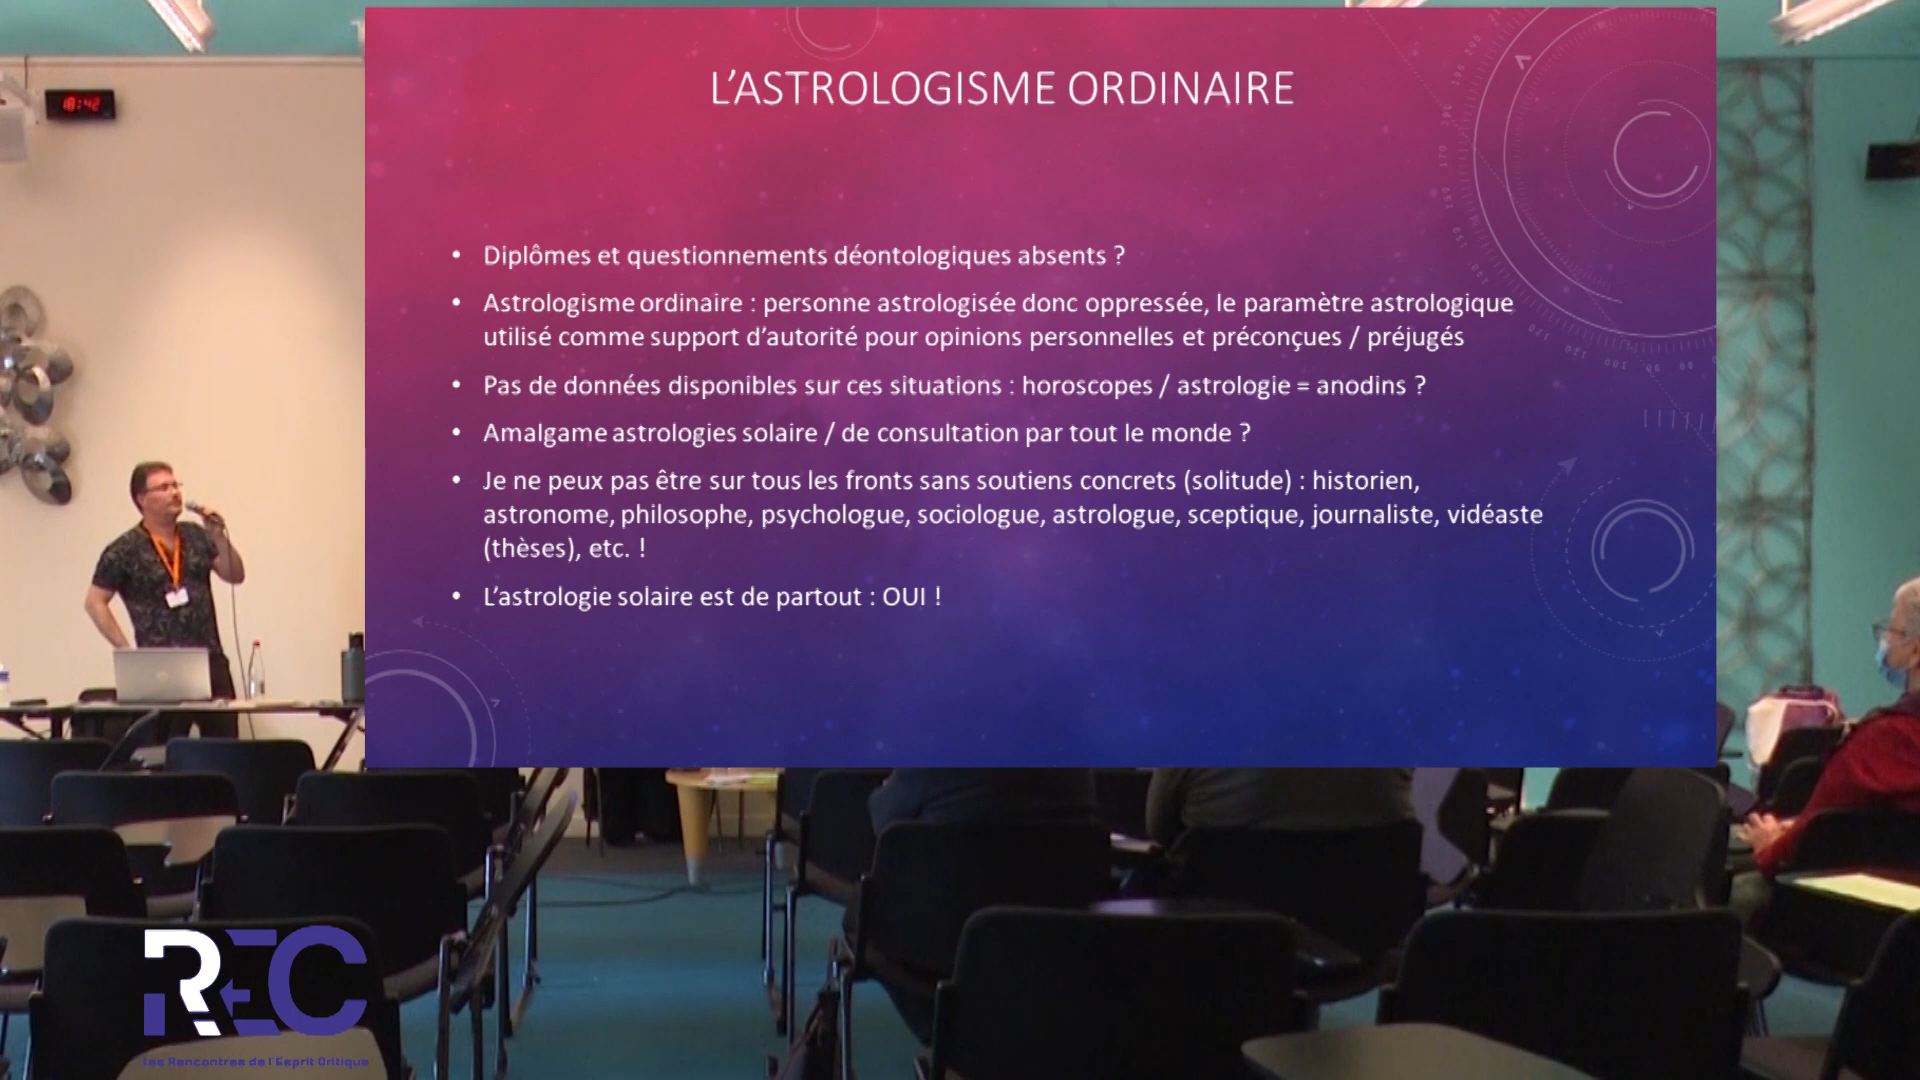 18:42
L'ASTROLOGISME ORDINAIRE
• Diplômes et questionnements déontologiques absents ?
• Astrologisme ordinaire : personne astrologisée donc oppressée, le paramètre astrologique
utilisé comme support d'autorité pour opinions personnelles et préconçues / préjugés
• Pas de données disponibles sur ces situations : horoscopes / astrologie = anodins ?
• Amalgame astrologies solaire / de consultation par tout le monde ?
• Je ne peux pas être sur tous les fronts sans soutiens concrets (solitude) : historien,
astronome, philosophe, psychologue, sociologue, astrologue, sceptique, journaliste, vidéaste
(thèses), etc. !
• L'astrologie solaire est de partout : OUI !
REC
Les Rencontres de l'Esprit Critique